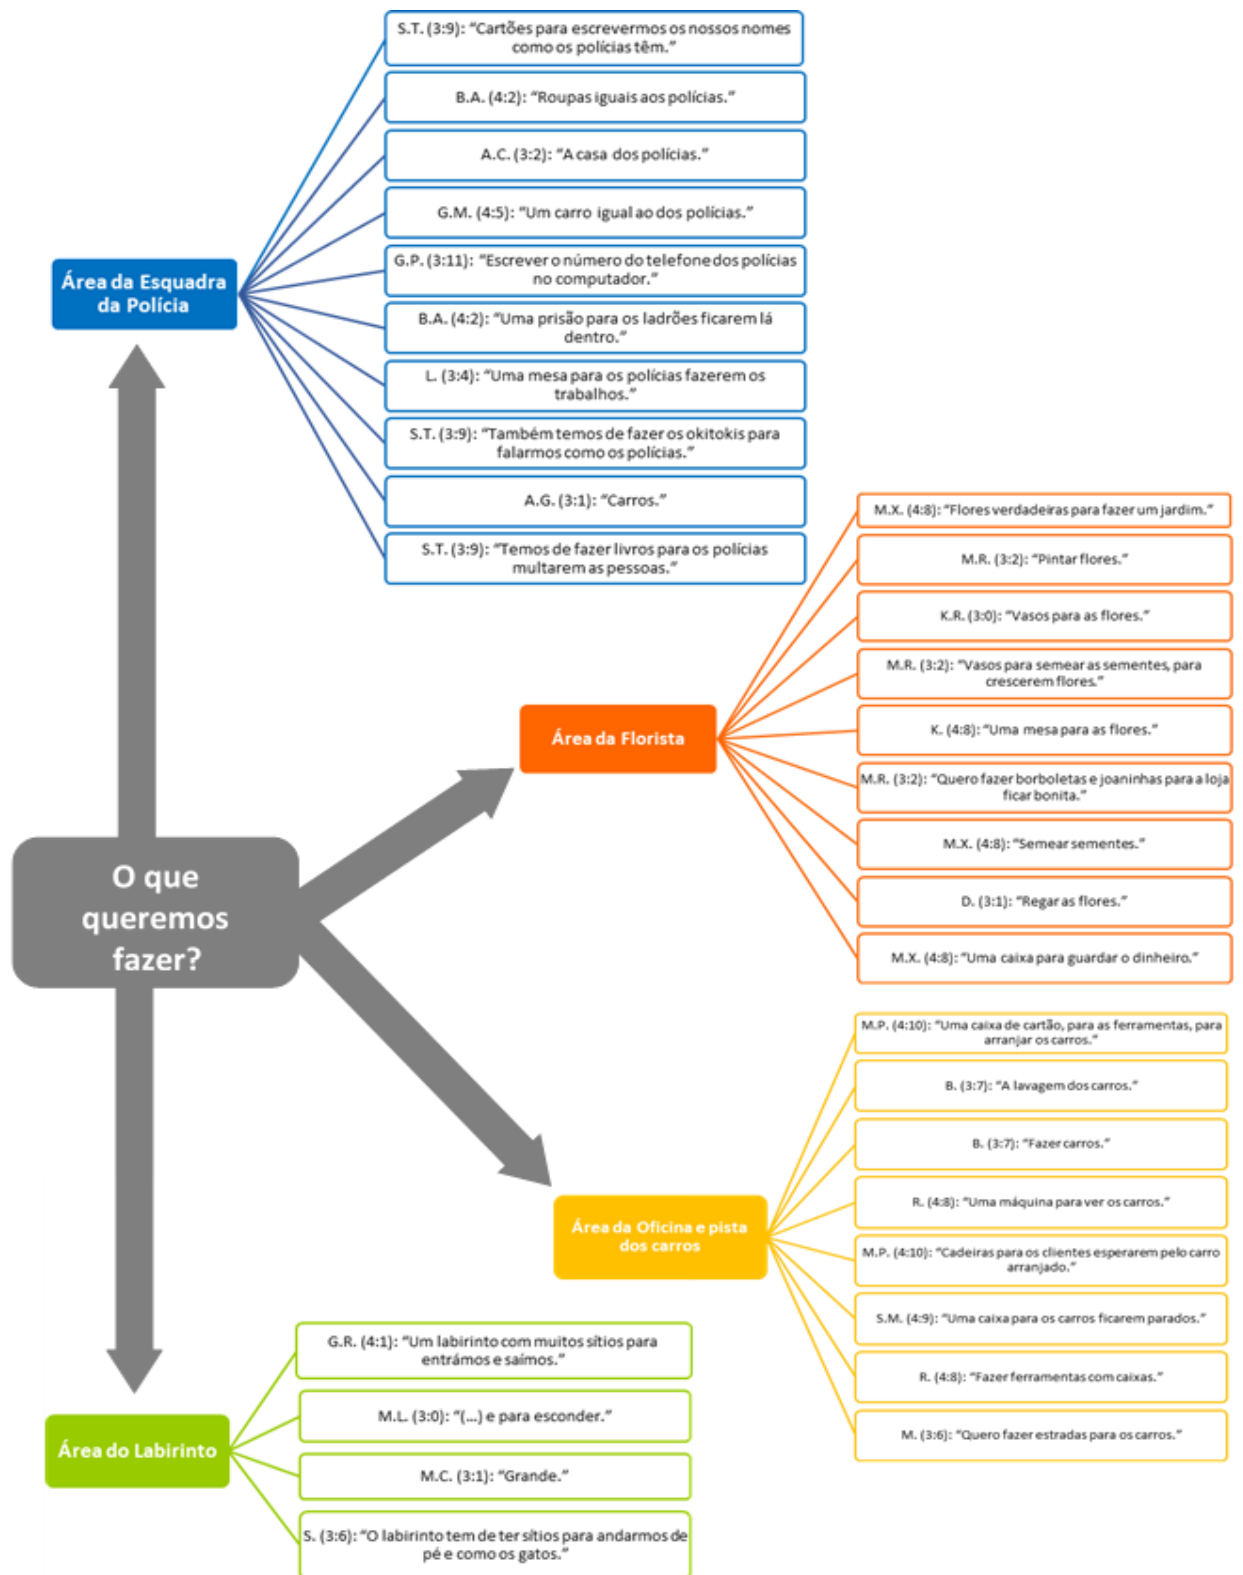 S.T. (3:9): “Cartões para escrevermos os nossos nomes
como os polícias têm.”
B.A. (4:2): “Roupas iguais aos polícias.”
A.C. (3:2): “A casa dos polícias.”
G.M. (4:5): “Um carro igual ao dos polícias.”
Área da Esquadra
da Polícia
G.P. (3:11): “Escrever o número do telefone dos polícias
no computador.”
B.A. (4:2): “Uma prisão para os ladrões ficarem lá
dentro.”
L. (3:4): “Uma mesa para os polícias fazerem os
trabalhos.”
S.T. (3:9): “Também temos de fazer os okitokis para
falarmos como os polícias.”
A.G. (3:1): “Carros.”
S.T. (3:9): “Temos de fazer livros para os polícias
multarem as pessoas.”
M.X. (4:8): “Flores verdadeiras para fazer um jardim.”
M.R. (3:2): “Pintar flores.”
K.R. (3:0): “Vasos para as flores.”
M.R. (3:2): “Vasos para semear as sementes, para
crescerem flores.”
Área da Florista
K. (4:8): “Uma mesa para as flores.”
M.R. (3:2): “Quero fazer borboletas e joaninhas para a loja
ficar bonita.”
M.X. (4:8): “Semear sementes.”
D. (3:1): “Regar as flores.”
M.X. (4:8): “Uma caixa para guardar o dinheiro.”
O que
queremos
fazer?
M.P. (4:10): “Uma caixa de cartão, para as ferramentas, para
arranjar os carros.”
B. (3:7): “A lavagem dos carros.”
B. (3:7): “Fazer carros.”
R. (4:8): “Uma máquina para ver os carros.”
Área da Oficina e pista
dos carros
M.P. (4:10): “Cadeiras para os clientes esperarem pelo carro
arranjado.”
S.M. (4:9): “Uma caixa para os carros ficarem parados.”
R. (4:8): “Fazer ferramentas com caixas.”
M. (3:6): “Quero fazer estradas para os carros.”
G.R. (4:1): “Um labirinto com muitos sítios para
entrámos e saímos.”
M.L. (3:0): “(...) e para esconder.”
Área do Labirinto
M.C. (3:1): “Grande.”
S. (3:6): “O labirinto tem de ter sítios para andarmos de
pé e como os gatos.”